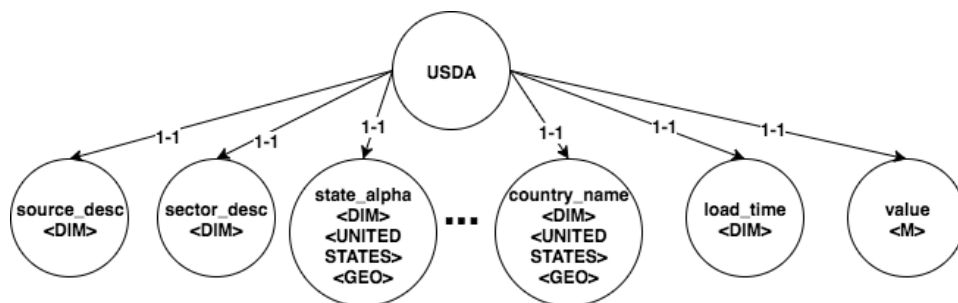 USDA
1-1
1-1
1-1
1-1
1-1
1-1
source_desc
<DIM>
sector_desc
<DIM>
state_alpha
<DIM>
<UNITED
STATES>
<GEO>
...
country_name
<DIM>
<UNITED
STATES>
<GEO>
load_time
<DIM>
value
<M>